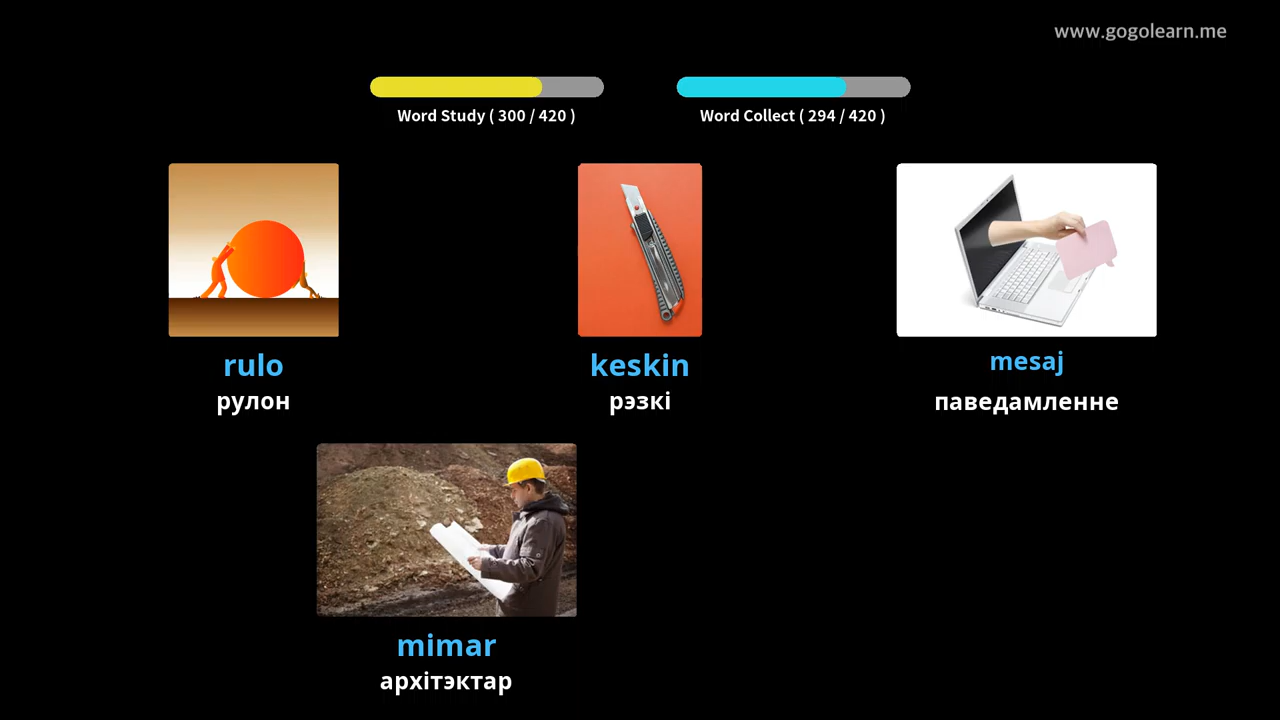 www.gogolearn.me
Word Study ( 300 / 420 )
Word Collect ( 294 / 420 )
rulo
рулон
keskin
рэзкі
mesaj
паведамленне
mimar
архітэктар